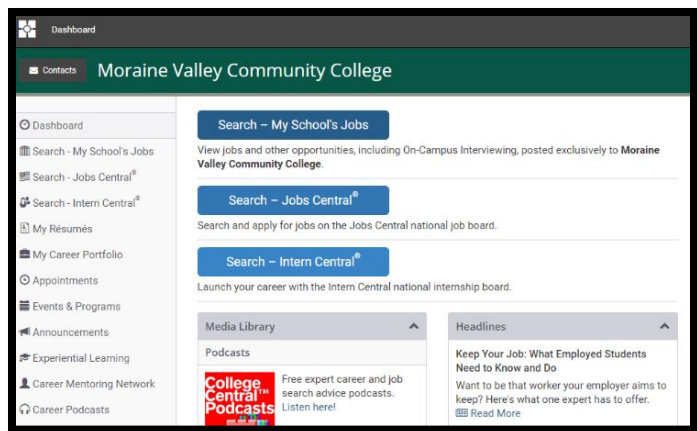 Dashboard
Contacts
Moraine Valley Community College
Dashboard
Search - My School's Jobs
Search - Jobs Central®
Search - Intern Central®
My Résumés
My Career Portfolio
Appointments
Events & Programs
Announcements
Experiential Learning
Career Mentoring Network
Career Podcasts
Search – My School's Jobs
View jobs and other opportunities, including On-Campus Interviewing, posted exclusively to Moraine
Valley Community College.
Search – Jobs Central®
Search and apply for jobs on the Jobs Central national job board.
Search – Intern Central®
Launch your career with the Intern Central national internship board.
Media Library
Podcasts
College
Central™
Podcasts
Free expert career and job
search advice podcasts.
Listen here!
Headlines
Keep Your Job: What Employed Students
Need to Know and Do
Want to be that worker your employer aims to
keep? Here's what one expert has to offer.
Read More